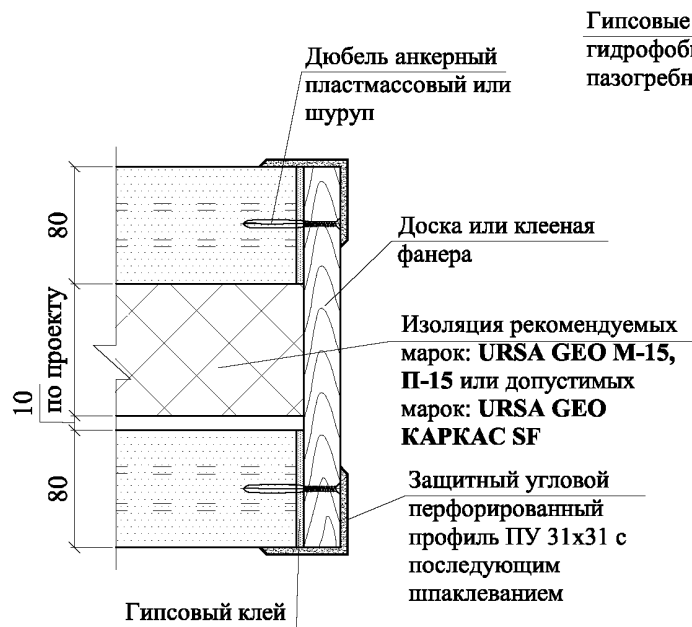 Гипсовые
гидрофоб
пазогребн
Дюбель анкерный
пластмассовый или
шуруп
80
Доска или клееная
фанера
по проекту
Изоляция рекомендуемых
марок: URSA GEO М-15,
П-15 или допустимых
марок: URSA GEO
КАРКАС SF
10
80
Защитный угловой
перфорированный
профиль ПУ 31х31 с
последующим
шпаклеванием
Гипсовый клей